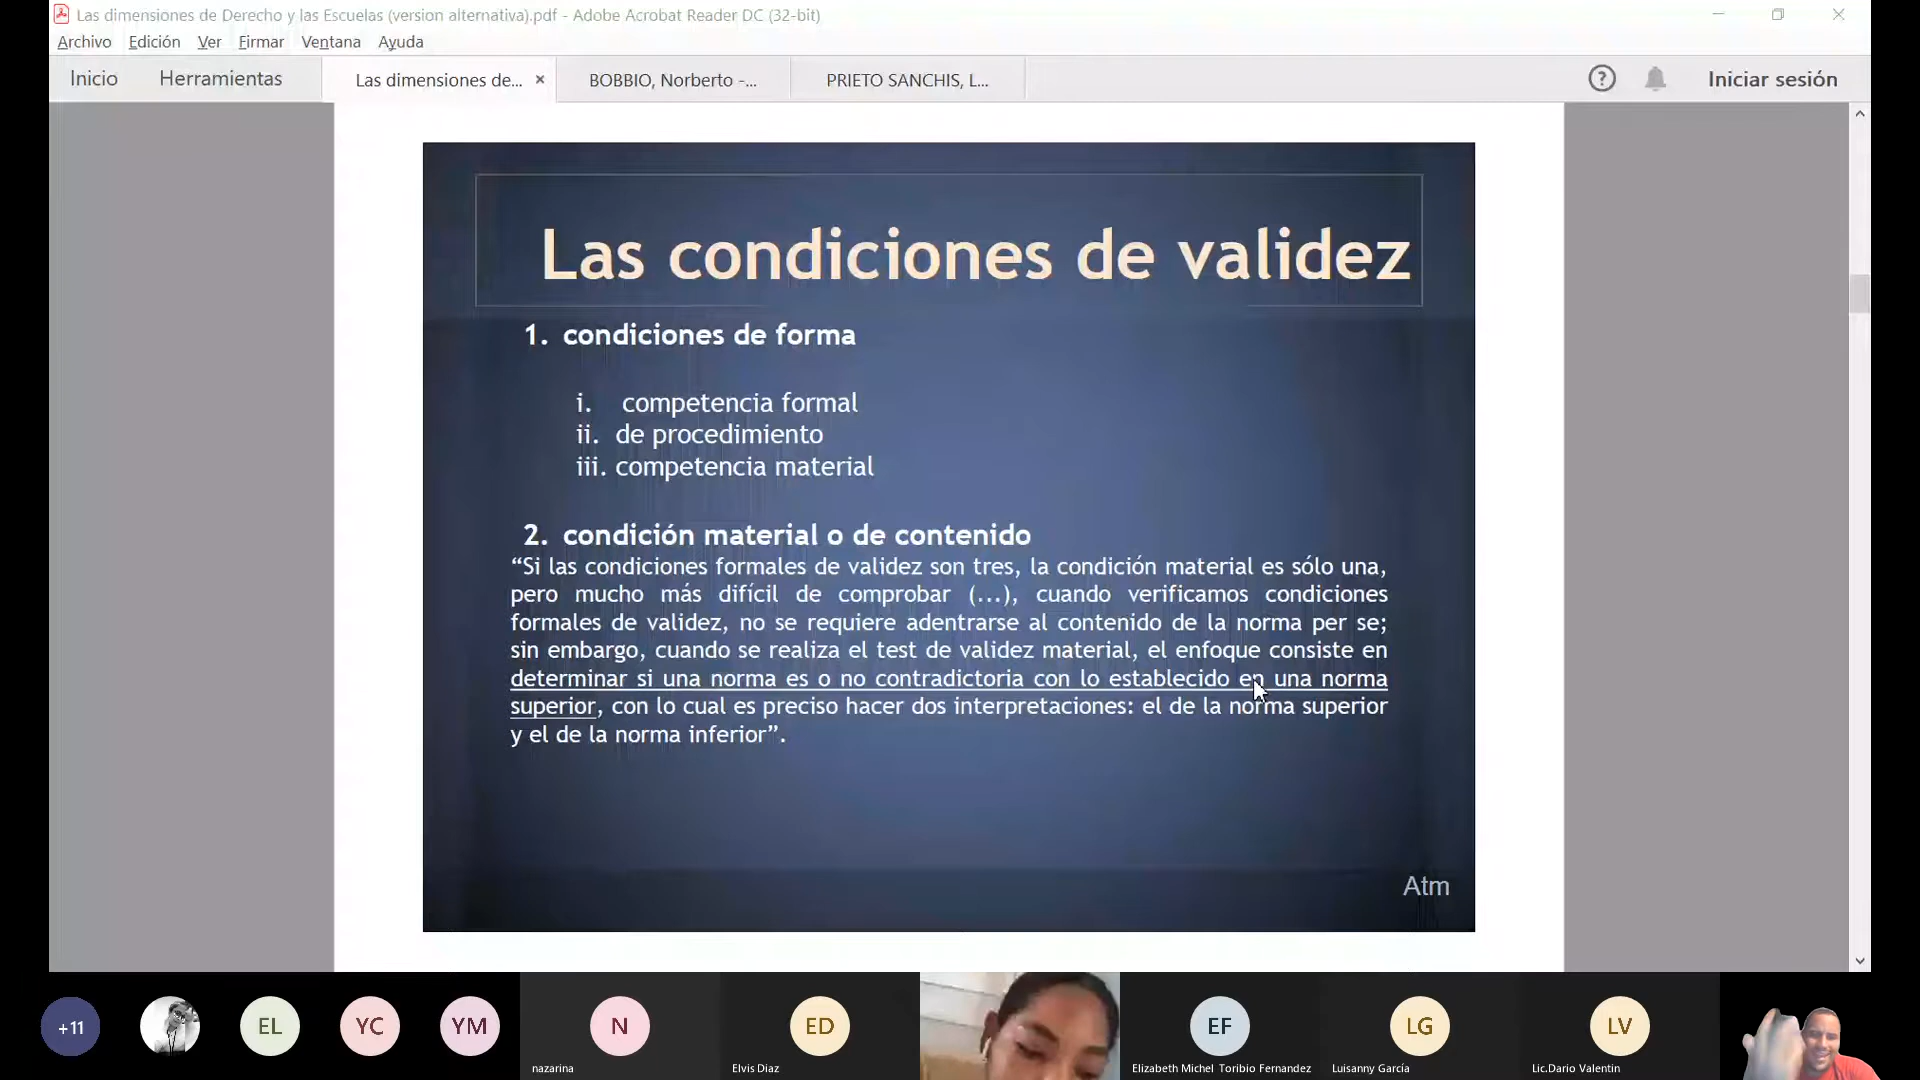 Las dimensiones de Derecho y las Escuelas (version alternativa).pdf - Adobe Acrobat Reader DC (32-bit)
Archivo Edición Ver Firmar Ventana Ayuda
Inicio Herramientas Las dimensiones de... × BOBBIO, Norberto -... PRIETO SANCHIS, L... ? Iniciar sesión
Las condiciones de validez
1. condiciones de forma
i. competencia formal
ii. de procedimiento
iii. competencia material
2. condición material o de contenido
“Si las condiciones formales de validez son tres, la condición material es sólo una,
pero mucho más difícil de comprobar (...), cuando verificamos condiciones
formales de validez, no se requiere adentrarse al contenido de la norma per se;
sin embargo, cuando se realiza el test de validez material, el enfoque consiste en
determinar si una norma es o no contradictoria con lo establecido en una norma
superior, con lo cual es preciso hacer dos interpretaciones: el de la norma superior
y el de la norma inferior”.
Atm
+11 EL YC YM N ED EF LG LV
nazarina Elvis Diaz Elizabeth Michel Toribio Fernandez Luisanny García Lic.Dario Valentin